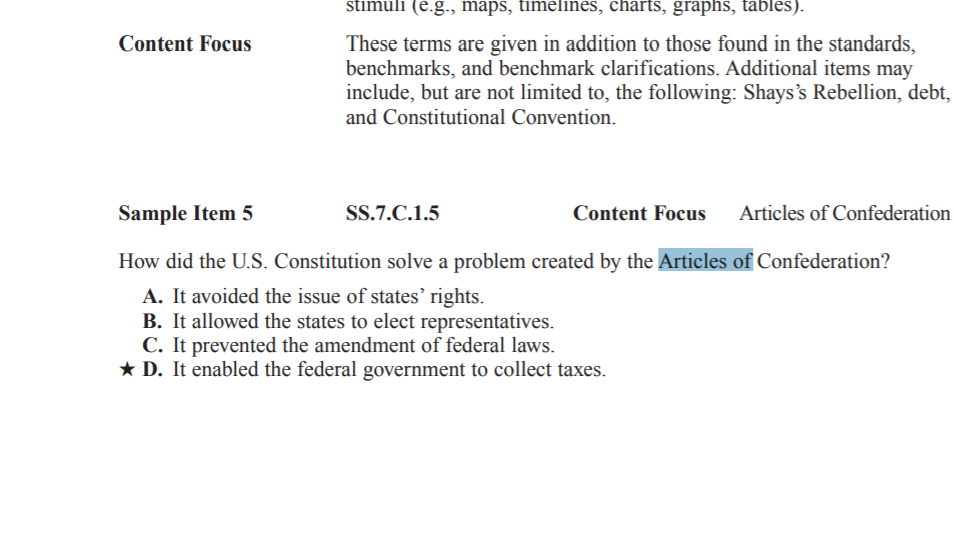 stimuli (e.g., maps, timelines, charts, graphs, tables).
Content Focus These terms are given in addition to those found in the standards,
benchmarks, and benchmark clarifications. Additional items may
include, but are not limited to, the following: Shays’s Rebellion, debt,
and Constitutional Convention.
Sample Item 5 SS.7.C.1.5 Content Focus Articles of Confederation
How did the U.S. Constitution solve a problem created by the Articles of Confederation?
A. It avoided the issue of states’ rights.
B. It allowed the states to elect representatives.
C. It prevented the amendment of federal laws.
★ D. It enabled the federal government to collect taxes.